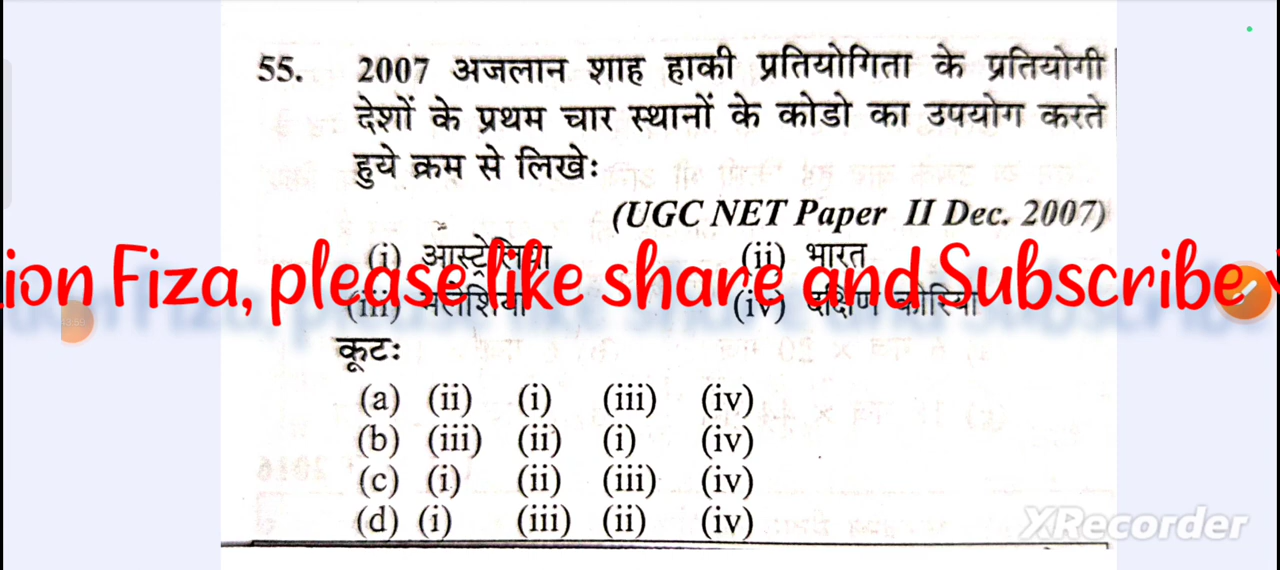 55. 2007 अजलान शाह हाकी प्रतियोगिता के प्रतियोगी
देशों के प्रथम चार स्थानों के कोडो का उपयोग करते
हुये क्रम से लिखेः
(UGC NET Paper II Dec. 2007)
(i) आस्ट्रेलिया (ii) भारत
ion Fiza, please like share and Subscribe
(iii) मलेशिया (iv) दक्षिण कोरिया
कूटः
(a) (ii) (i) (iii) (iv)
(b) (iii) (ii) (i) (iv)
(c) (i) (ii) (iii) (iv)
(d) (i) (iii) (ii) (iv)
XRecorder